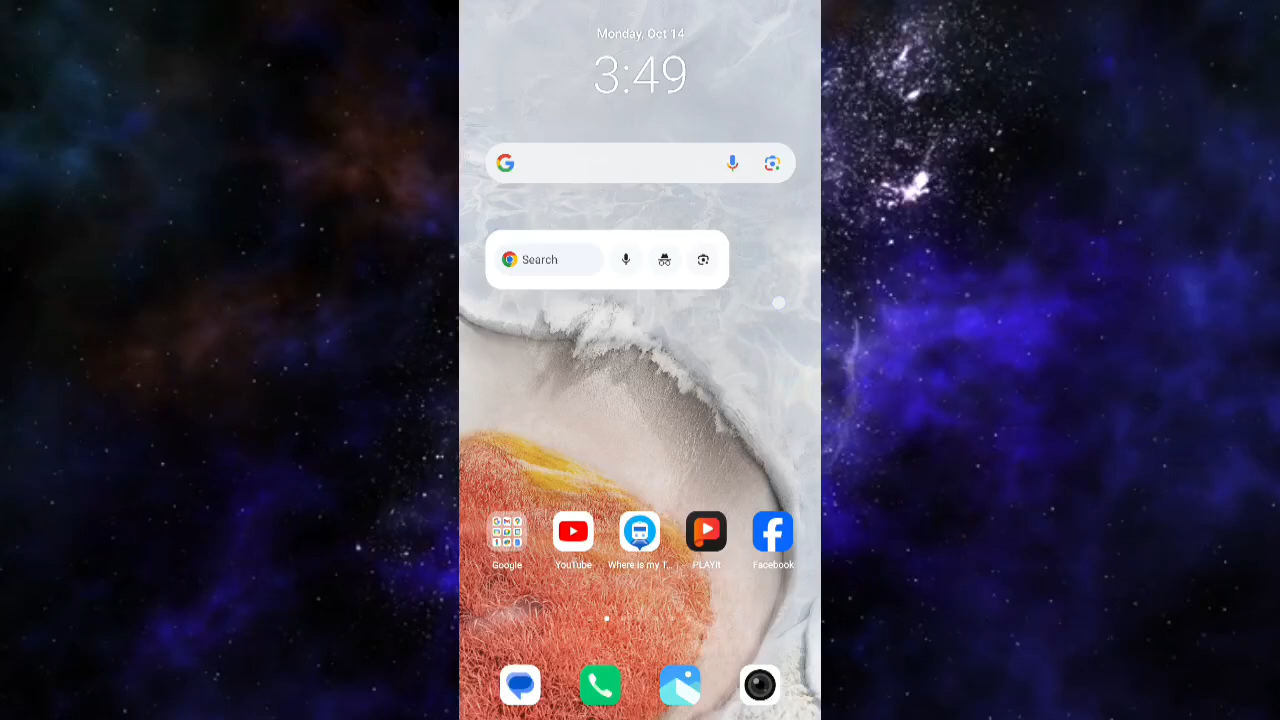 Monday, Oct 14
3:49
Search
Google
YouTube
Where is my T...
PLAYit
Facebook